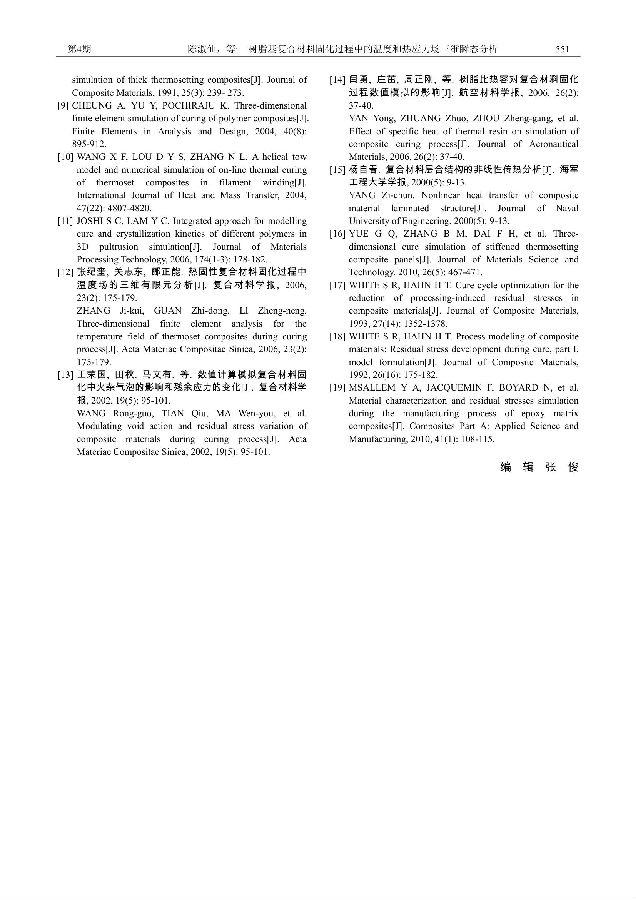 第4期
陈淑仙, 等: 树脂基复合材料固化过程中的温度和热应力场 瞬态分析
551
simulation of thick thermosetting composites[J]. Journal of
Composite Materials, 1991, 25(3): 239- 273.
[9] CHEUNG A, YU Y, POCHIRAJU K. Three-dimensional
finite element simulation of curing of polymer composites[J].
Finite Elements in Analysis and Design, 2004, 40(8):
895-912.
[10] WANG X F, LOU D Y S, ZHANG N L. A helical tow
model and numerical simulation of on-line thermal curing
of thermoset composites in filament winding[J].
International Journal of Heat and Mass Transfer, 2004,
47(22): 4807-4820.
[11] JOSHI S C, LAM Y C. Integrated approach for modelling
cure and crystallization kinetics of different polymers in
3D pultrusion simulation[J]. Journal of Materials
Processing Technology, 2006, 174(1-3): 178-182.
[12] 张纪奎, 关志东, 郦正能. 热固性复合材料固化过程中
温度场的三维有限元分析[J]. 复合材料学报, 2006,
23(2): 175-179.
ZHANG Ji-kui, GUAN Zhi-dong, LI Zheng-neng.
Three-dimensional finite element analysis for the
temperature field of thermoset composites during curing
process[J]. Acta Materiae Compositae Sinica, 2006, 23(2):
175-179.
[13] 王荣国, 田秋, 马文有, 等. 数值计算模拟复合材料固
化中夹杂气泡的影响和残余应力的变化[J]. 复合材料学
报, 2002, 19(5): 95-101.
WANG Rong-guo, TIAN Qiu, MA Wen-you, et al.
Modulating void action and residual stress variation of
composite materials during curing process[J]. Acta
Materiae Compositae Sinica, 2002, 19(5): 95-101.
[14] 闫勇, 庄茁, 周正刚, 等. 树脂比热容对复合材料固化
过程数值模拟的影响[J]. 航空材料学报, 2006, 26(2):
37-40.
YAN Yong, ZHUANG Zhuo, ZHOU Zheng-gang, et al.
Effect of specific heat of thermal resin on simulation of
composite curing process[J]. Journal of Aeronautical
Materials, 2006, 26(2): 37-40.
[15] 杨自春. 复合材料层合结构的非线性传热分析[J]. 海军
工程大学学报, 2000(5): 9-13.
YANG Zi-chun. Nonlinear heat transfer of composite
material laminated structure[J]. Journal of Naval
University of Engineering, 2000(5): 9-13.
[16] YUE G Q, ZHANG B M, DAI F H, et al. Three-
dimensional cure simulation of stiffened thermosetting
composite panels[J]. Journal of Materials Science and
Technology, 2010, 26(5): 467-471.
[17] WHITE S R, HAHN H T. Cure cycle optimization for the
reduction of processing-induced residual stresses in
composite materials[J]. Journal of Composite Materials,
1993, 27(14): 1352-1378.
[18] WHITE S R, HAHN H T. Process modeling of composite
materials: Residual stress development during cure, part I.
model formulation[J]. Journal of Composite Materials,
1992, 26(16): 175-182.
[19] MSALLEM Y A, JACQUEMIN F, BOYARD N, et al.
Material characterization and residual stresses simulation
during the manufacturing process of epoxy matrix
composites[J]. Composites Part A: Applied Science and
Manufacturing, 2010, 41(1): 108-115.
编 辑 张 俊